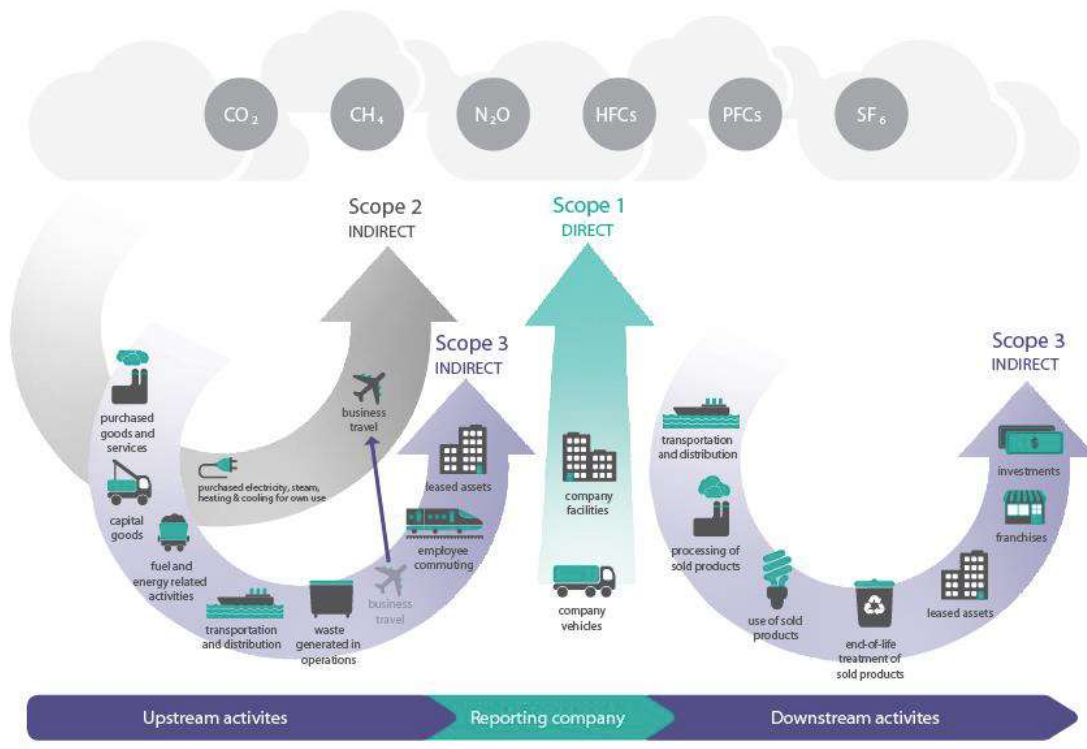 CO₂
CH₄
N₂O
HFCs
PFCs
SF₆
Scope 2
INDIRECT
Scope 1
DIRECT
Scope 3
INDIRECT
Scope 3
INDIRECT
purchased
goods and
services
capital
goods
fuel and
energy related
activities
transportation
and distribution
waste
generated in
operations
business
travel
purchased electricity, steam,
heating & cooling for own use
business
travel
employee
commuting
leased assets
company
facilities
company
vehicles
transportation
and distribution
processing of
sold products
use of sold
products
end-of-life
treatment of
sold products
leased assets
franchises
investments
$
Upstream activites
Reporting company
Downstream activites